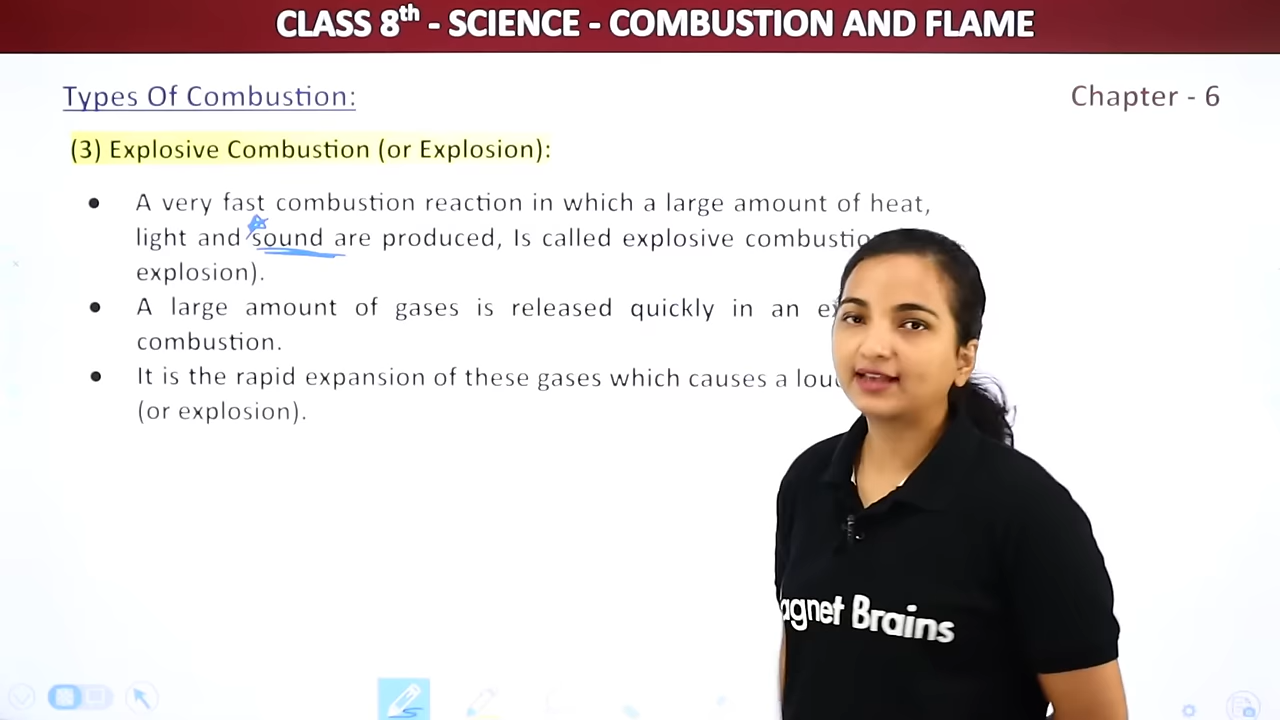 CLASS 8th - SCIENCE - COMBUSTION AND FLAME
Types Of Combustion:
Chapter - 6
(3) Explosive Combustion (or Explosion):
● A very fast combustion reaction in which a large amount of heat,
light and sound are produced, Is called explosive
explosion).
● A large amount of gases is released quickly in an
combustion.
● It is the rapid expansion of these gases which causes a
(or explosion).
Brains